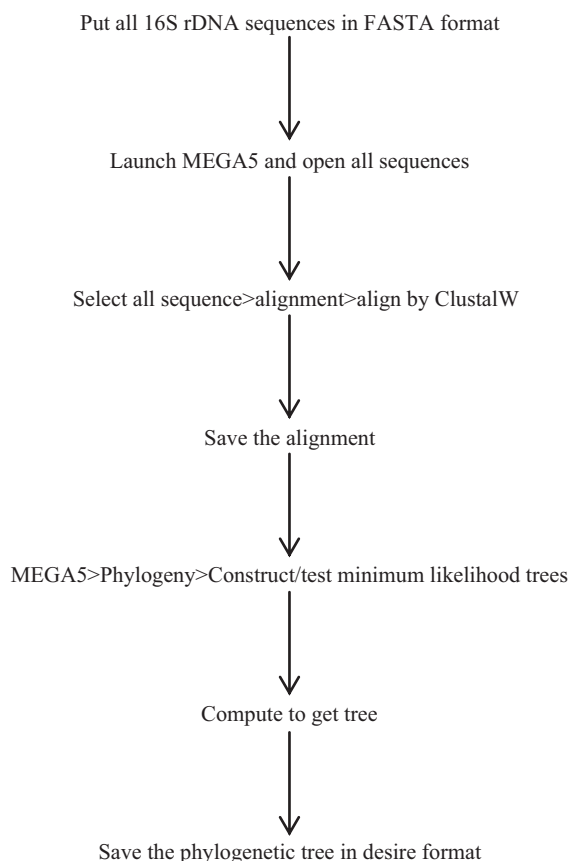 Put all 16S rDNA sequences in FASTA format
Launch MEGA5 and open all sequences
Select all sequence>alignment>align by ClustalW
Save the alignment
MEGA5>Phylogeny>Construct/test minimum likelihood trees
Compute to get tree
Save the phylogenetic tree in desire format